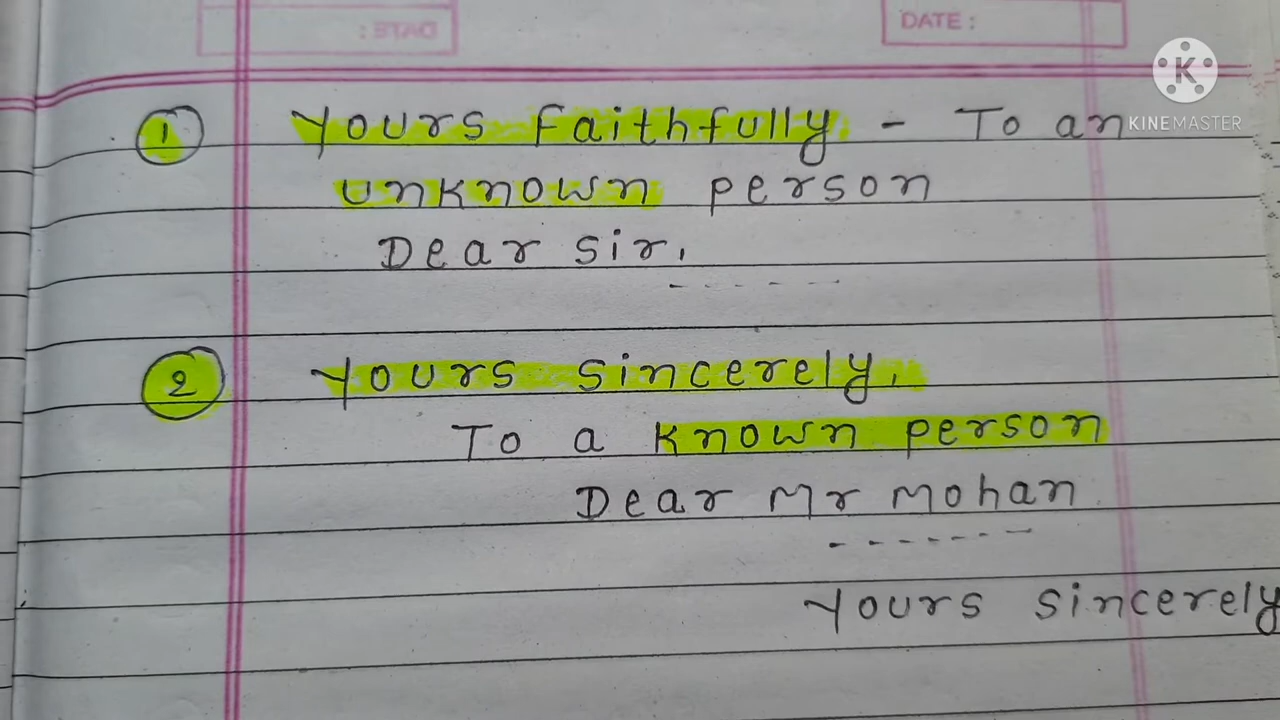 DATE :
DATE :
① Yours Faithfully - To an
KINEMASTER
unknown person
Dear Sir,
- - - - - -
② Yours sincerely,
To a known person
Dear Mr Mohan
- - - - - - -
Yours sincerely